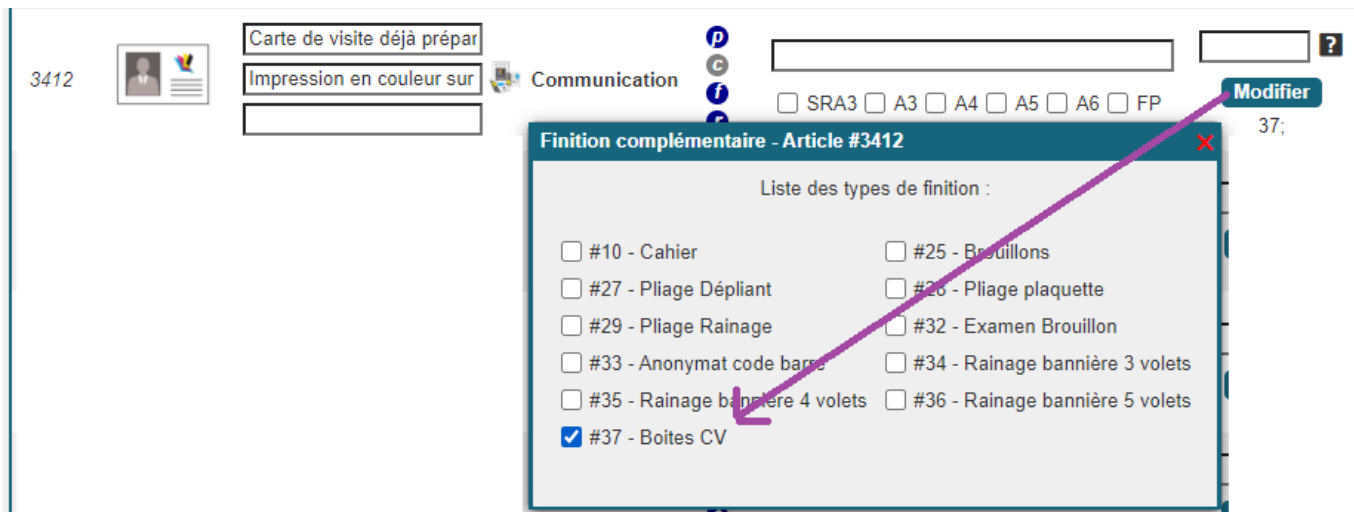 Carte de visite déjà prépar
3412
Impression en couleur sur
Communication
p
c
f
SRA3 A3 A4 A5 A6 FP
?
Modifier
37;
Finition complémentaire - Article #3412
Liste des types de finition :
#10 - Cahier
#25 - Brouillons
#27 - Pliage Dépliant
#28 - Pliage plaquette
#29 - Pliage Rainage
#32 - Examen Brouillon
#33 - Anonymat code barre
#34 - Rainage bannière 3 volets
#35 - Rainage bannière 4 volets
#36 - Rainage bannière 5 volets
#37 - Boites CV